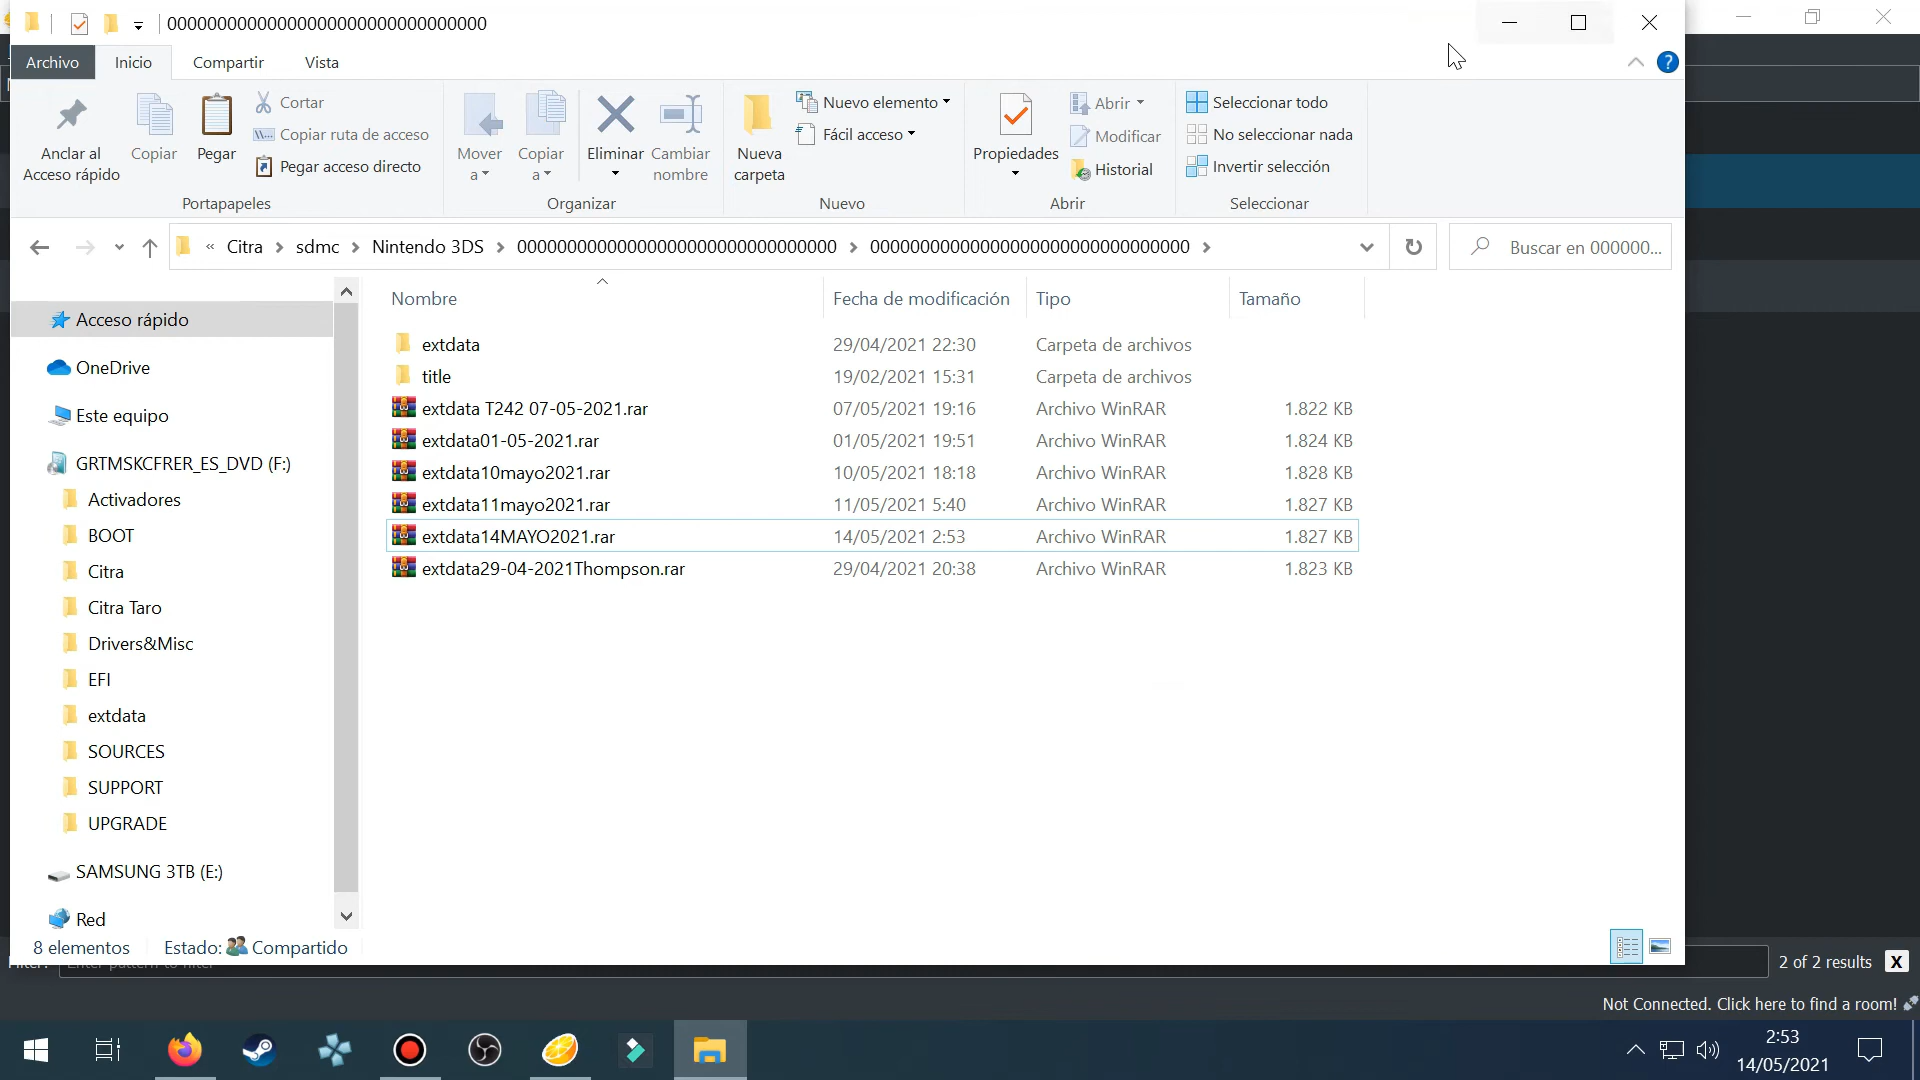 00000000000000000000000000000000
Archivo Inicio Compartir Vista
Anclar al Acceso rápido
Copiar
Pegar
Cortar
Copiar ruta de acceso
Pegar acceso directo
Portapapeles
Mover a
Copiar a
Eliminar
Cambiar nombre
Organizar
Nueva carpeta
Nuevo elemento
Fácil acceso
Nuevo
Propiedades
Abrir
Modificar
Historial
Abrir
Seleccionar todo
No seleccionar nada
Invertir selección
Seleccionar
« Citra > sdmc > Nintendo 3DS > 00000000000000000000000000000000 > 00000000000000000000000000000000 >
Buscar en 000000...
Acceso rápido
OneDrive
Este equipo
GRTMSKCFRER_ES_DVD (F:)
Activadores
BOOT
Citra
Citra Taro
Drivers&Misc
EFI
extdata
SOURCES
SUPPORT
UPGRADE
SAMSUNG 3TB (E:)
Red
Nombre Fecha de modificación Tipo Tamaño
extdata 29/04/2021 22:30 Carpeta de archivos
title 19/02/2021 15:31 Carpeta de archivos
extdata T242 07-05-2021.rar 07/05/2021 19:16 Archivo WinRAR 1.822 KB
extdata01-05-2021.rar 01/05/2021 19:51 Archivo WinRAR 1.824 KB
extdata10mayo2021.rar 10/05/2021 18:18 Archivo WinRAR 1.828 KB
extdata11mayo2021.rar 11/05/2021 5:40 Archivo WinRAR 1.827 KB
extdata14MAYO2021.rar 14/05/2021 2:53 Archivo WinRAR 1.827 KB
extdata29-04-2021Thompson.rar 29/04/2021 20:38 Archivo WinRAR 1.823 KB
8 elementos Estado: Compartido
Filter: Enter pattern to filter
2 of 2 results X
Not Connected. Click here to find a room!
2:53
14/05/2021